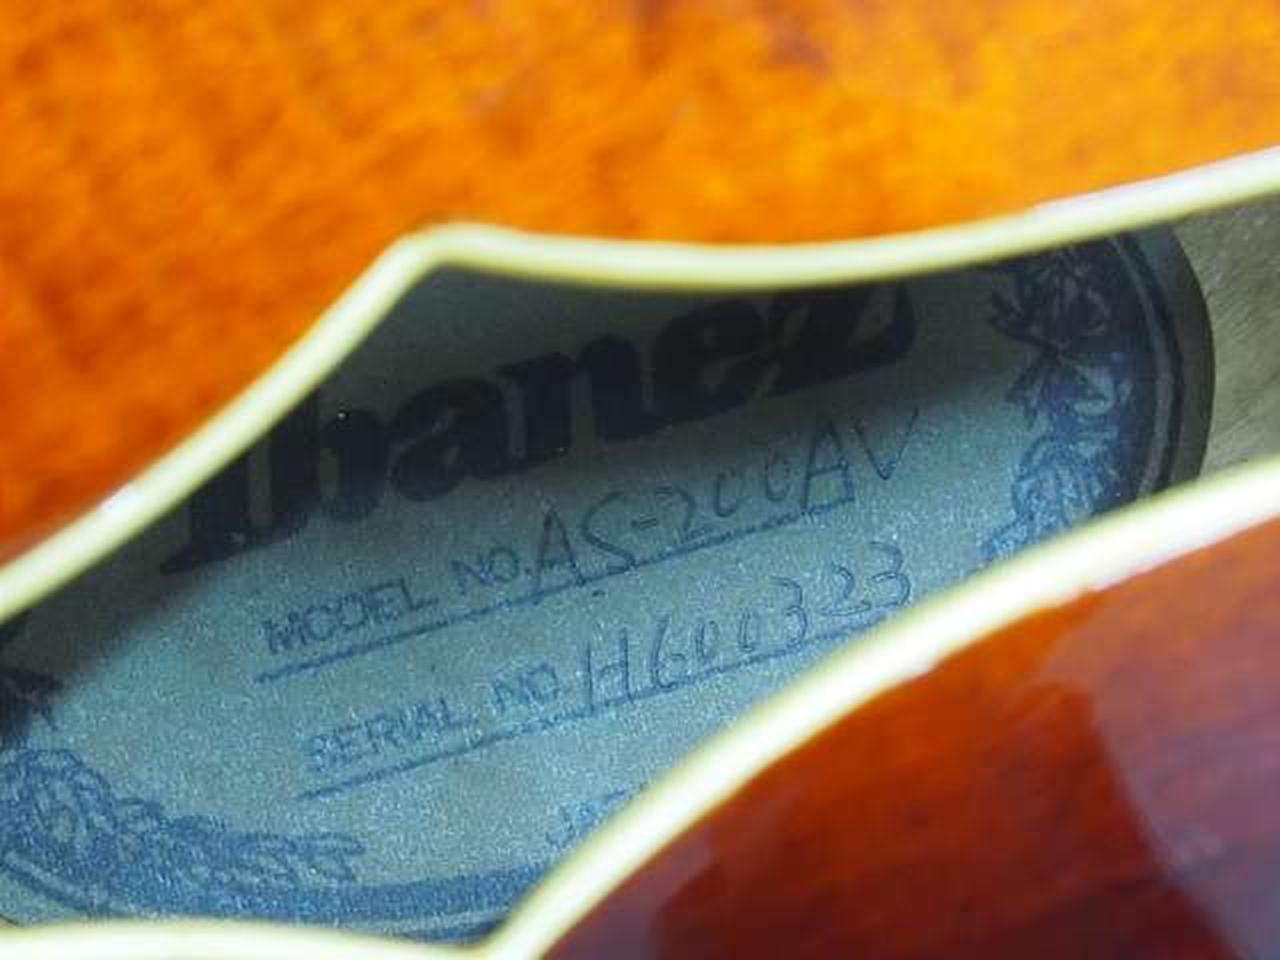 Ibanez
MODEL NO. AS-200AV
SERIAL NO. H600323